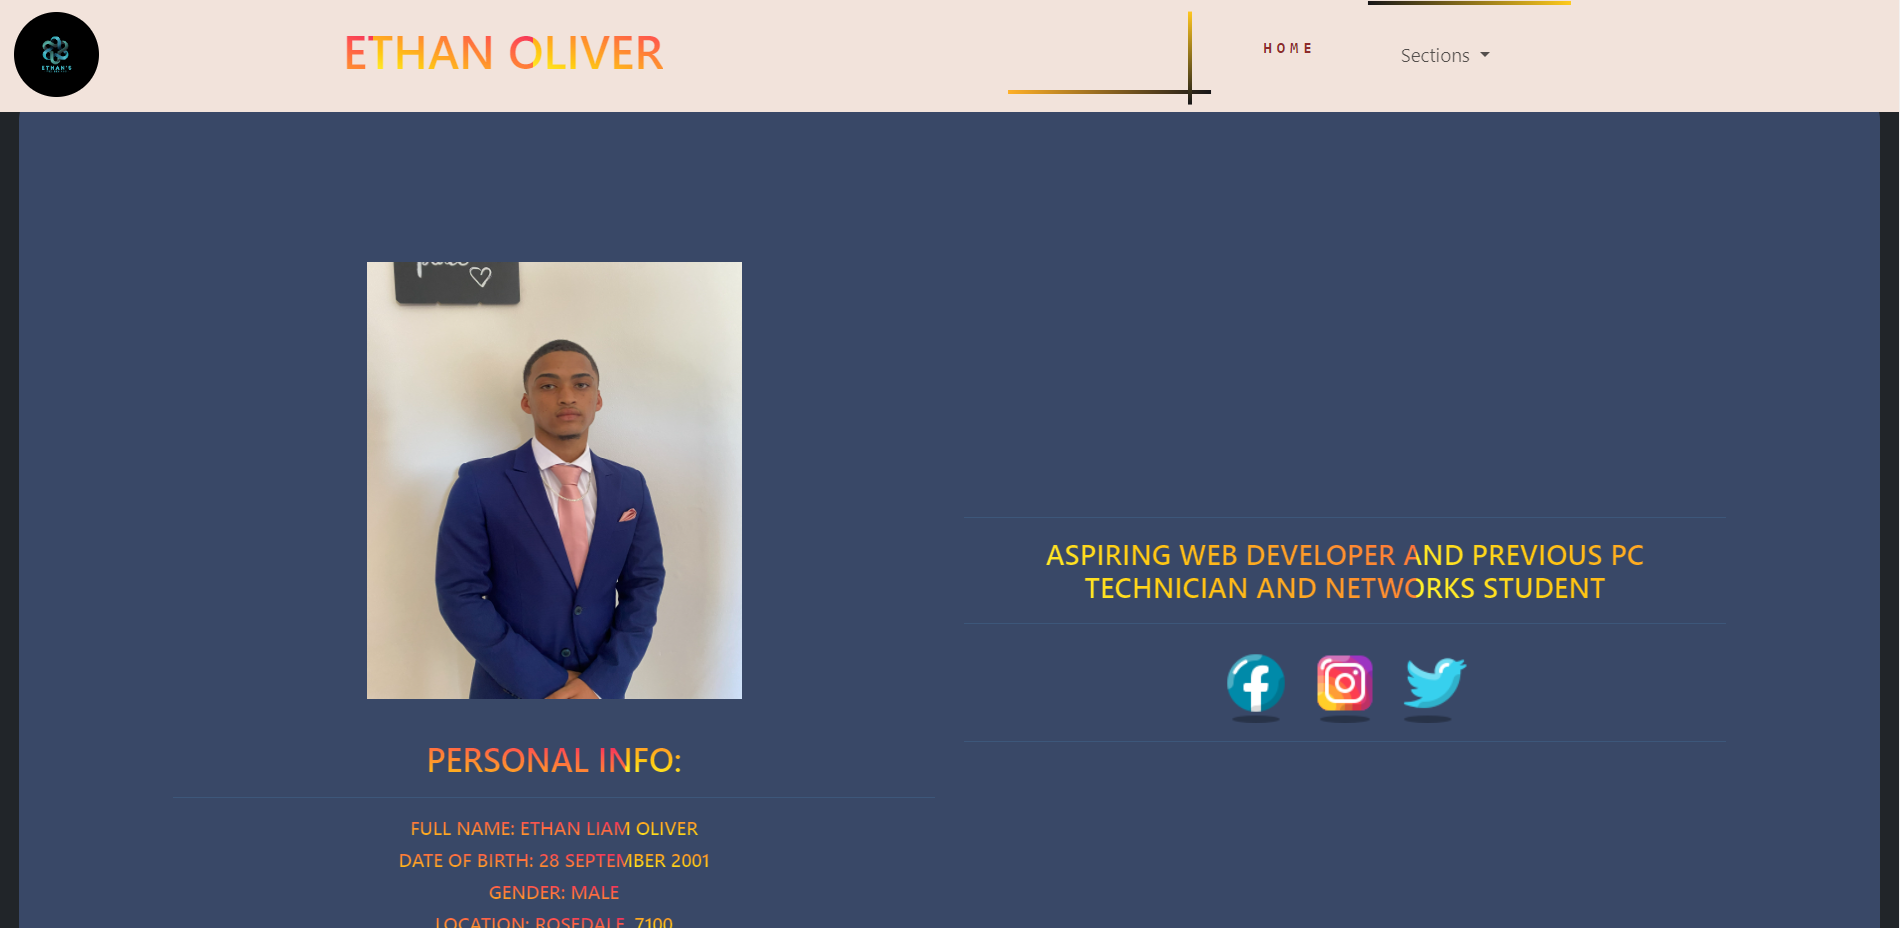 ETHAN'S
ETHAN OLIVER
HOME
Sections
ASPIRING WEB DEVELOPER AND PREVIOUS PC
TECHNICIAN AND NETWORKS STUDENT
PERSONAL INFO:
FULL NAME: ETHAN LIAM OLIVER
DATE OF BIRTH: 28 SEPTEMBER 2001
GENDER: MALE
LOCATION: ROSEDALE, 7100